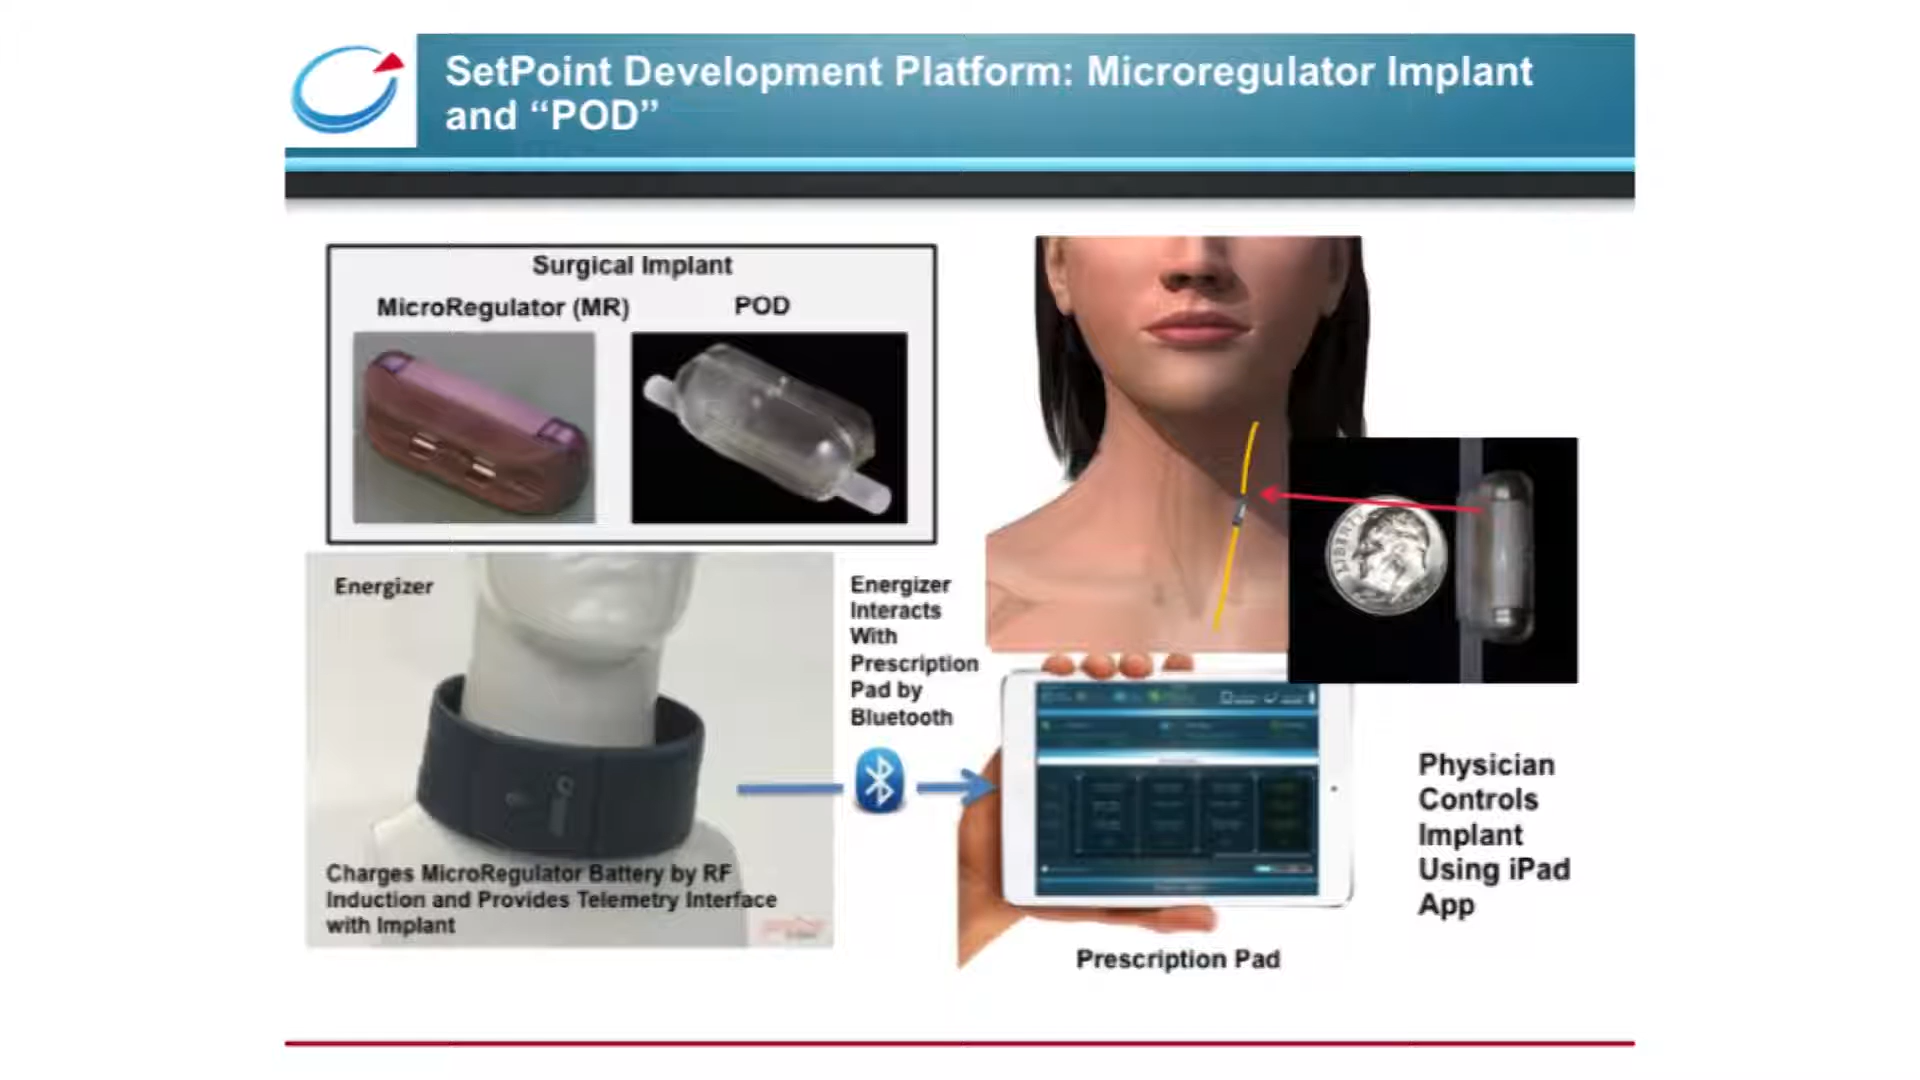 SetPoint Development Platform: Microregulator Implant
and “POD”
Surgical Implant
MicroRegulator (MR)
POD
Energizer
Charges MicroRegulator Battery by RF
Induction and Provides Telemetry Interface
with Implant
Energizer
Interacts
With
Prescription
Pad by
Bluetooth
LIBERTY
Prescription Pad
Physician
Controls
Implant
Using iPad
App